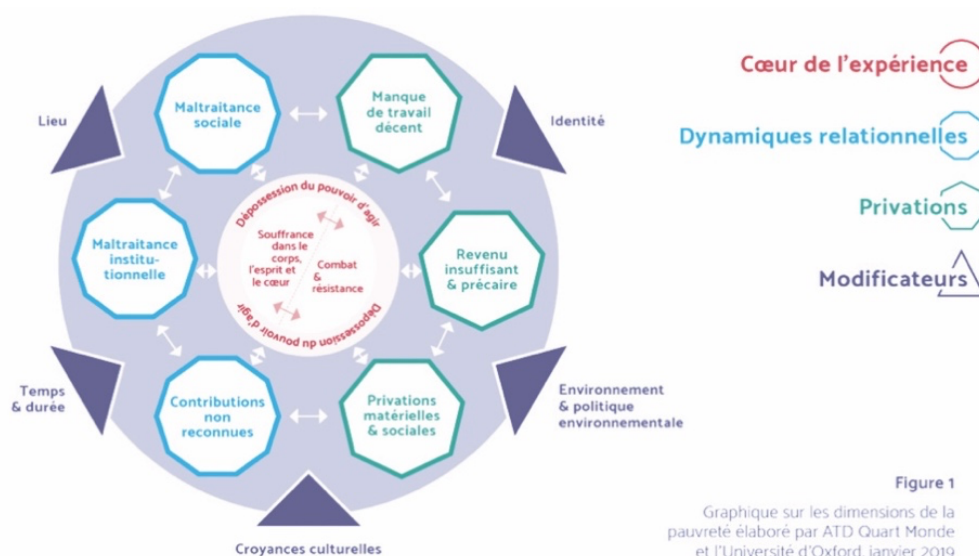 Lieu
Maltraitance
sociale
Manque
de travail
décent
Identité
Maltraitance
institu-
tionnelle
Dépossession du pouvoir d'agir
Souffrance
dans le
corps,
l'esprit et
le cœur
Combat
&
résistance
Dépossession du pouvoir d'agir
Revenu
insuffisant
& précaire
Temps
& durée
Contributions
non
reconnues
Privations
matérielles
& sociales
Environnement
& politique
environnementale
Croyances culturelles
Cœur de l'expérience
Dynamiques relationnelles
Privations
Modificateurs
Figure 1
Graphique sur les dimensions de la
pauvreté élaboré par ATD Quart Monde
et l'Université d'Oxford, janvier 2019